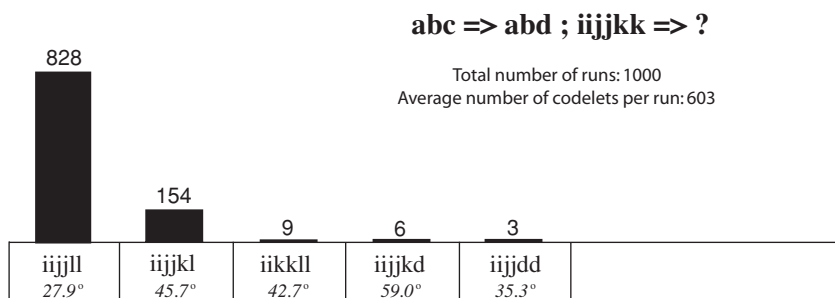 abc => abd ; iijjkk => ?
Total number of runs: 1000
Average number of codelets per run: 603
828
154
9
6
3
iijjll
iijjkl
iikkll
iijjkd
iijjdd
27.9°
45.7°
42.7°
59.0°
35.3°